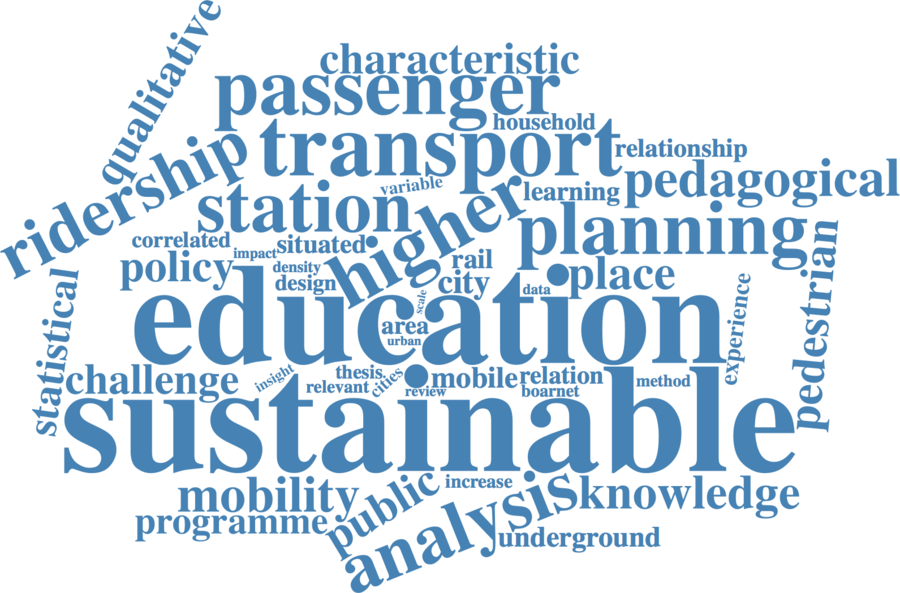 qualitative
characteristic
passenger
household
transport
relationship
ridership
variable
learning
pedagogical
station
higher
planning
correlated
impact
situated
policy
density
design
rail
city
place
data
pedestrian
statistical
education
scale
area
urban
experience
challenge
insight
thesis
relevant
cities
review
mobile
relation
boarnet
method
sustainable
mobility
public
increase
knowledge
programme
analysis
underground